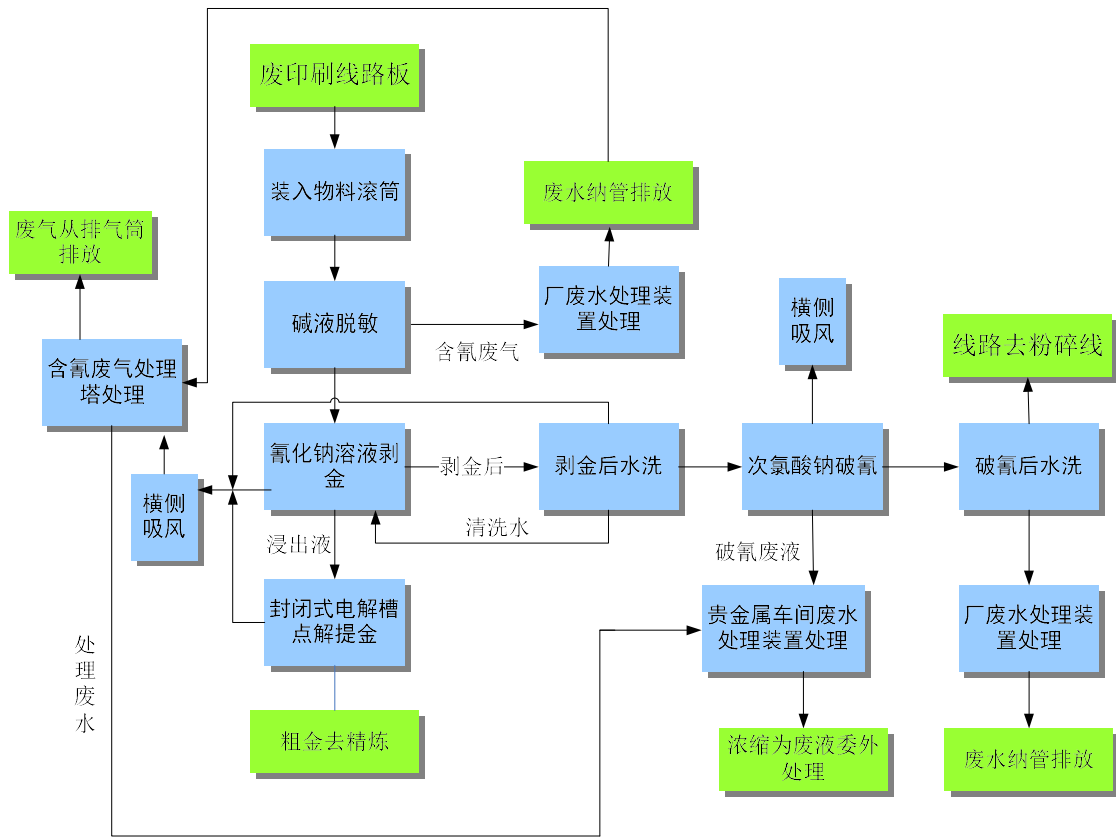 废印刷线路板
装入物料滚筒
废水纳管排放
废气从排气筒
排放
厂废水处理装
置处理
横侧
吸风
碱液脱敏
含氰废气
线路去粉碎线
含氰废气处理
塔处理
氰化钠溶液剥
金
剥金后
剥金后水洗
次氯酸钠破氰
破氰后水洗
横侧
吸风
清洗水
浸出液
破氰废液
封闭式电解槽
点解提金
贵金属车间废水
处理装置处理
厂废水处理装
置处理
处
理
废
水
粗金去精炼
浓缩为废液委外
处理
废水纳管排放